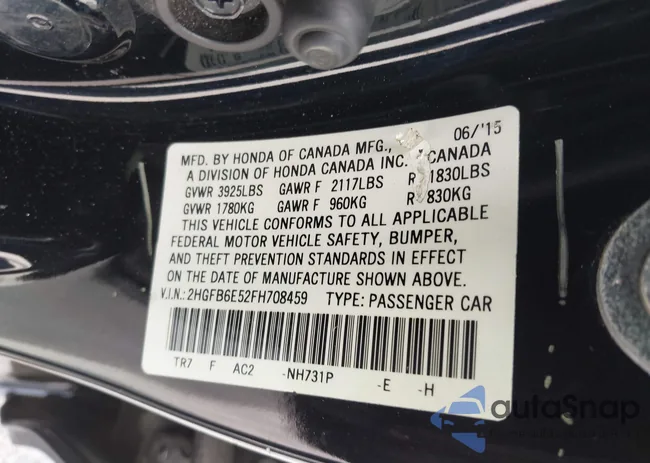 06/'15
MFD. BY HONDA OF CANADA MFG.,
A DIVISION OF HONDA CANADA INC. CANADA
GVWR 3925LBS GAWR F 2117LBS R 1830LBS
GVWR 1780KG GAWR F 960KG R 830KG
THIS VEHICLE CONFORMS TO ALL APPLICABLE
FEDERAL MOTOR VEHICLE SAFETY, BUMPER,
AND THEFT PREVENTION STANDARDS IN EFFECT
ON THE DATE OF MANUFACTURE SHOWN ABOVE.
V.I.N.: 2HGFB6E52FH708459 TYPE: PASSENGER CAR
TR7 F AC2 -NH731P -E -H
autoSnap